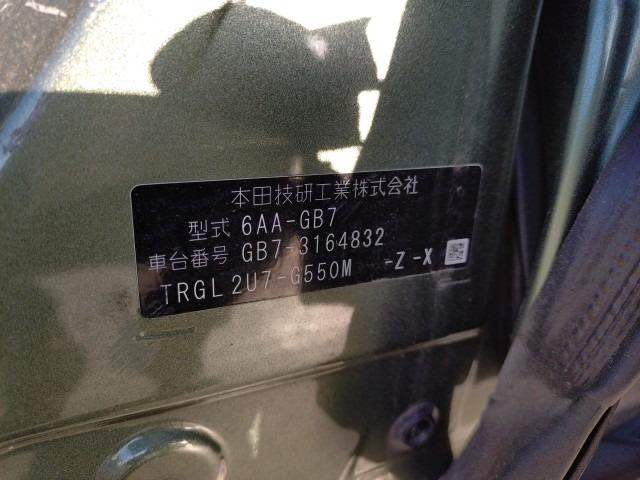 本田技研工業株式会社
型式 6AA-GB7
車台番号 GB7-3164832
TRGL 2U7-G550M -Z -X